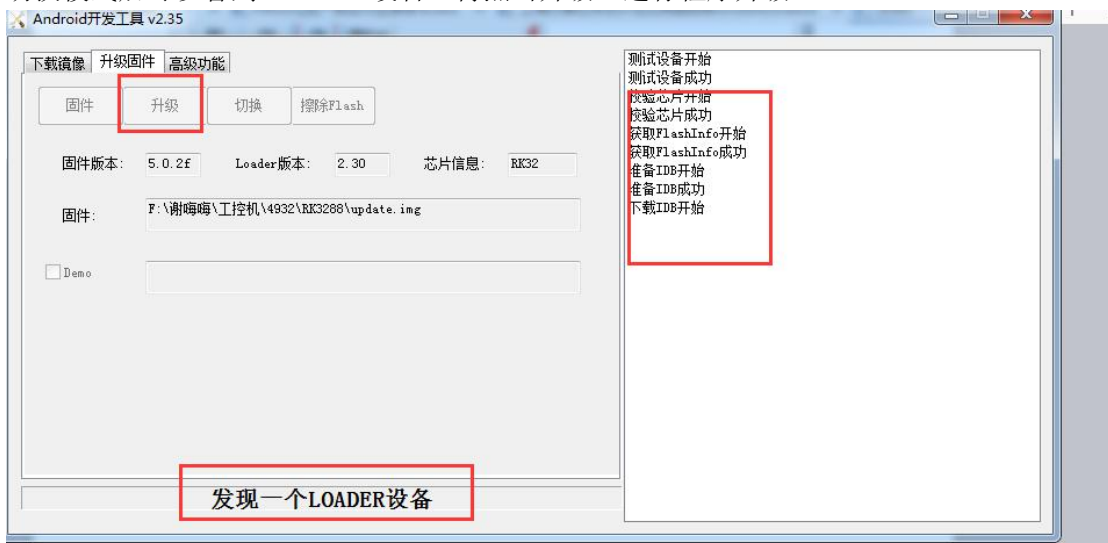 Android开发工具 v2.35
下载镜像 升级固件 高级功能
固件 升级 切换 擦除Flash
固件版本: 5.0.2f Loader版本: 2.30 芯片信息: RK32
固件: F:\谢嗨嗨\工控机\4932\RK3288\update.img
Demo
发现一个LOADER设备
测试设备开始
测试设备成功
校验芯片开始
校验芯片成功
获取FlashInfo开始
获取FlashInfo成功
准备IDB开始
准备IDB成功
下载IDB开始